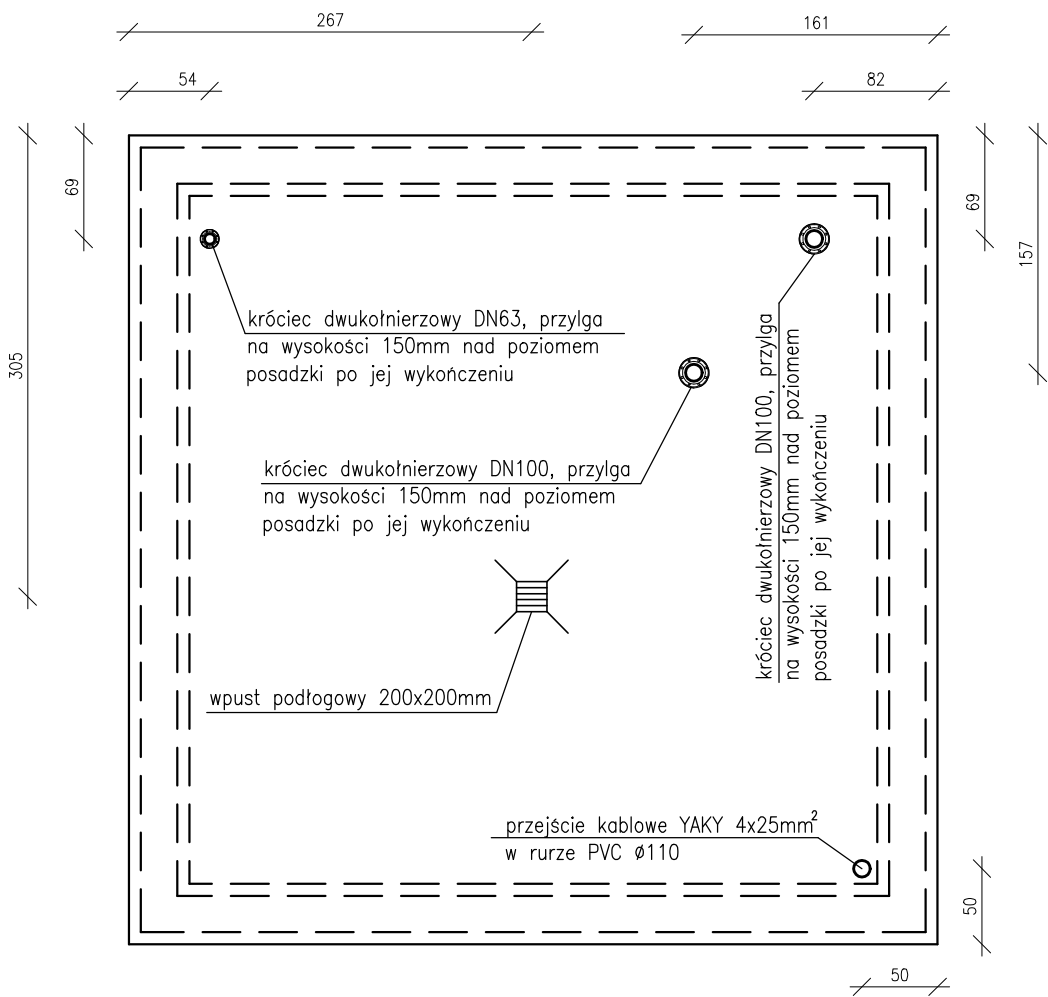 267
161
54
82
69
69
157
305
króciec dwukołnierzowy DN63, przylga
na wysokości 150mm nad poziomem
posadzki po jej wykończeniu
króciec dwukołnierzowy DN100, przylga
na wysokości 150mm nad poziomem
posadzki po jej wykończeniu
króciec dwukołnierzowy DN100, przylga
na wysokości 150mm nad poziomem
posadzki po jej wykończeniu
wpust podłogowy 200x200mm
przejście kablowe YAKY 4x25mm²
w rurze PVC Ø110
50
50